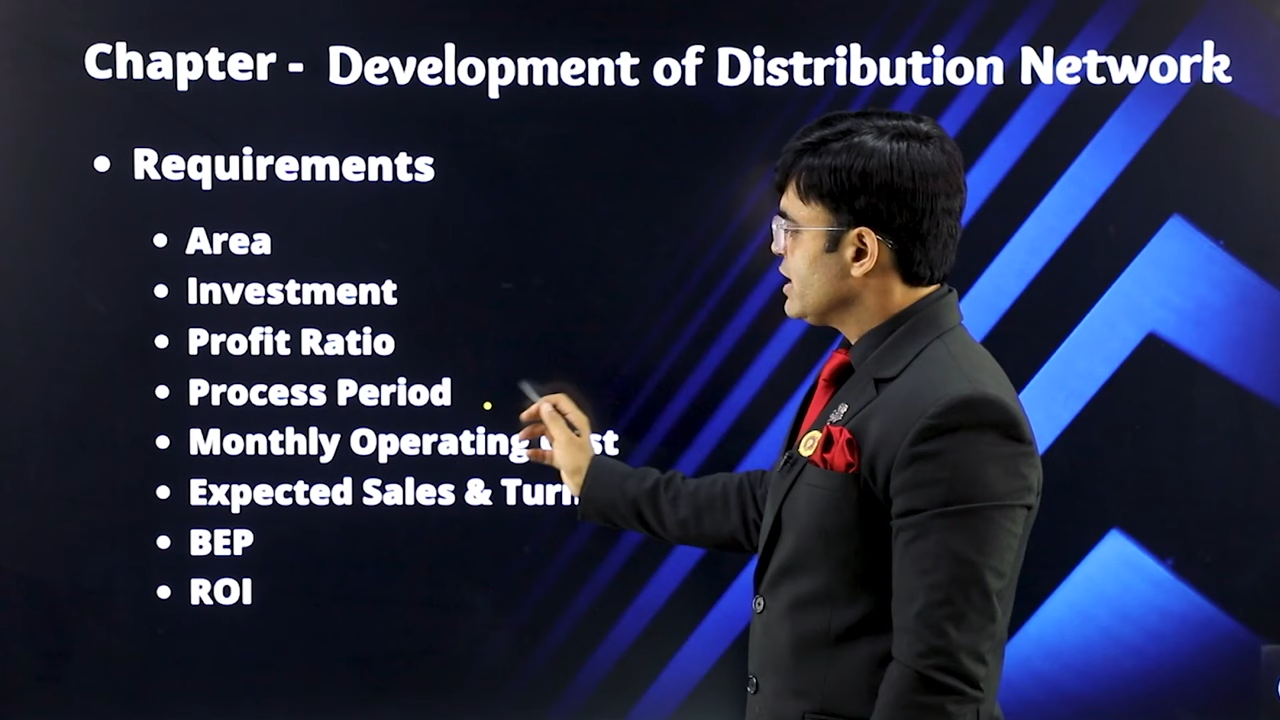 Chapter - Development of Distribution Network
• Requirements
• Area
• Investment
• Profit Ratio
• Process Period
• Monthly Operating
• Expected Sales &
• BEP
• ROI